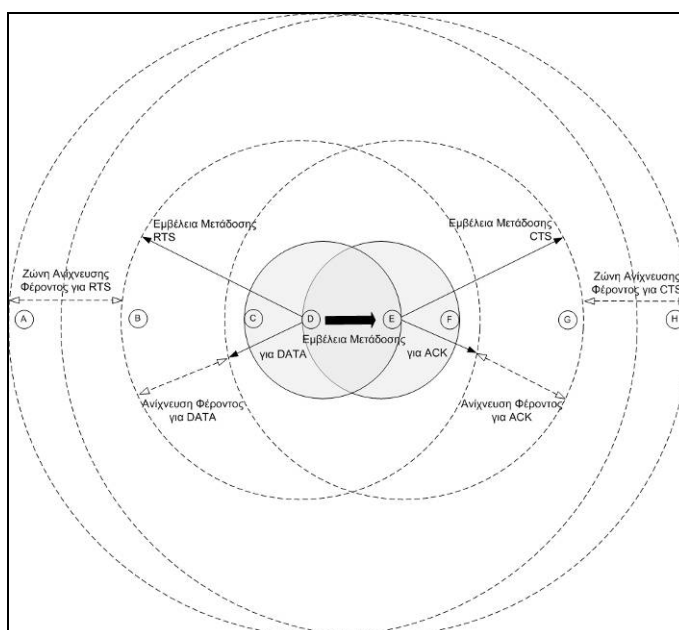 Εμβέλεια Μετάδοσης
RTS
Εμβέλεια Μετάδοσης
CTS
Ζώνη Ανίχνευσης
Φέροντος για RTS
Ζώνη Ανίχνευσης
Φέροντος για CTS
A
B
C
D
E
F
G
H
Εμβέλεια Μετάδοσης
για DATA
για ACK
Ανίχνευση Φέροντος
για DATA
Ανίχνευση Φέροντος
για ACK